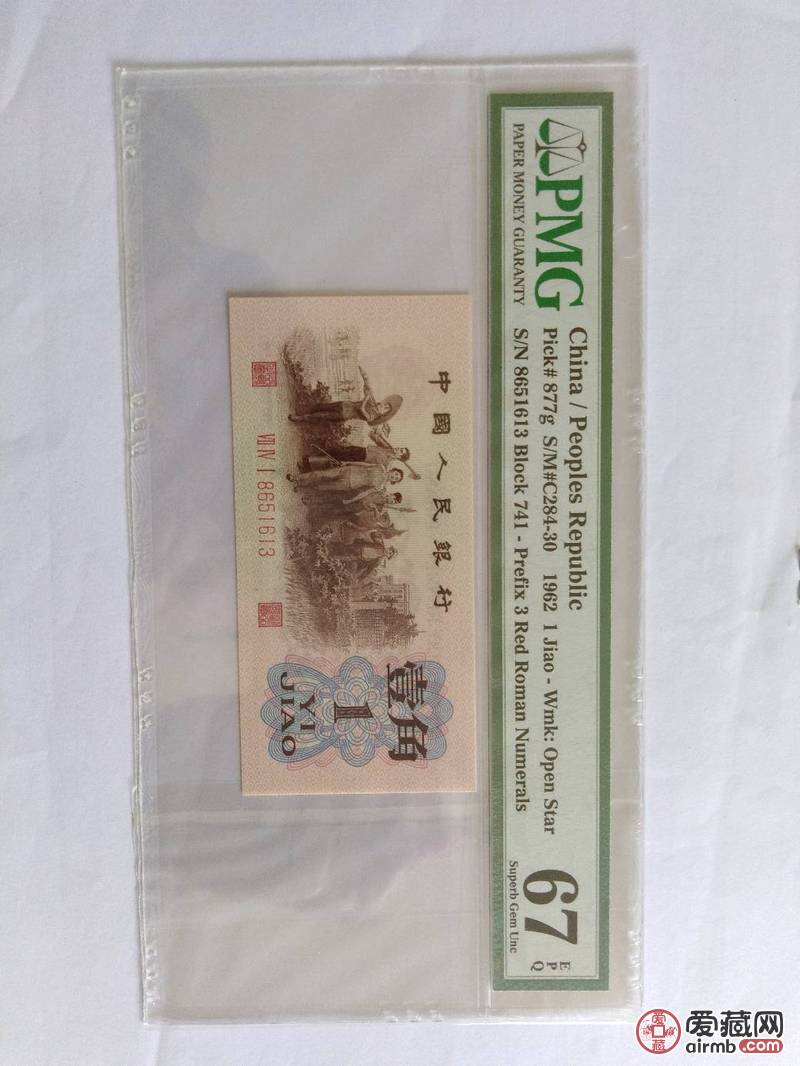 PMG
PAPER MONEY GUARANTY
China / Peoples Republic
Pick# 877g S/M#C284-30 1962 1 Jiao - Wmk: Open Star
S/N 8651613 Block 741 - Prefix 3 Red Roman Numerals
67
EPQ
Superb Gem Unc
中國人民銀行
壹角
1
YI
JIAO
VII IV I 8651613
爱藏网
airmb.com